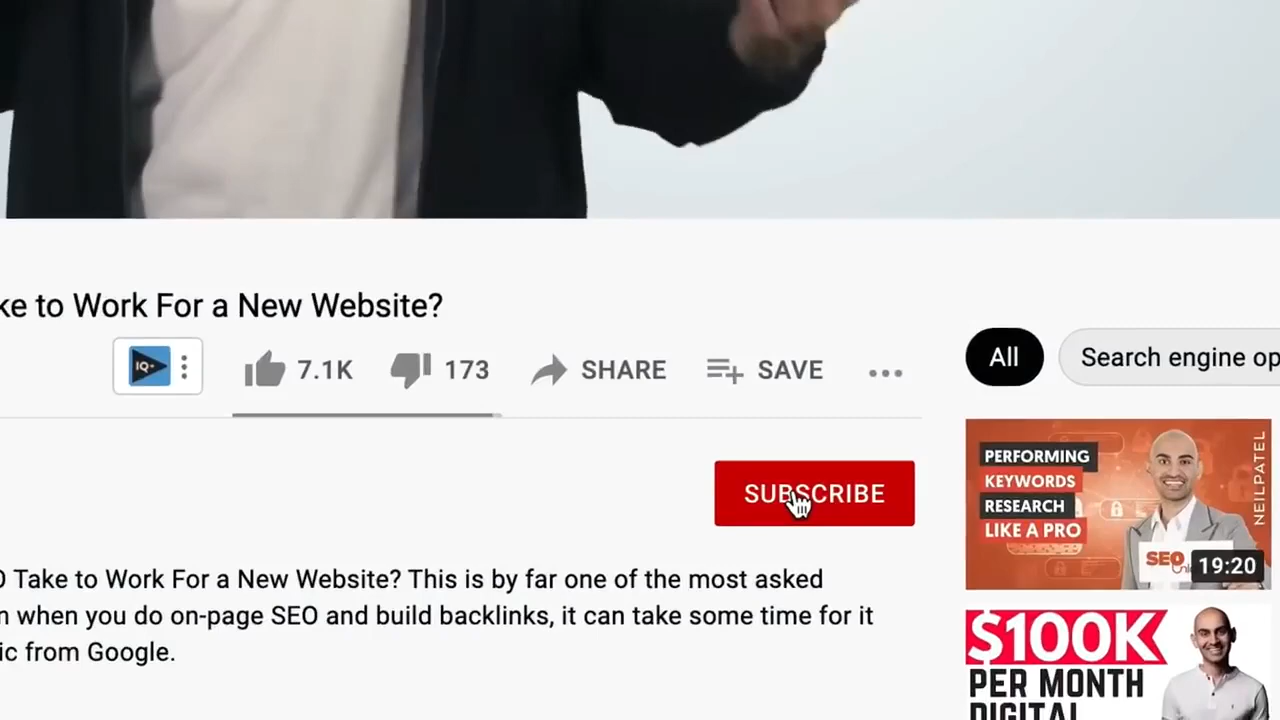 ke to Work For a New Website?
IQ+
7.1K
173
SHARE
SAVE
All
Search engine op
SUBSCRIBE
PERFORMING
KEYWORDS
RESEARCH
LIKE A PRO
NEILPATEL
SEO
19:20
O Take to Work For a New Website? This is by far one of the most asked
n when you do on-page SEO and build backlinks, it can take some time for it
ic from Google.
$100K
PER MONTH
DIGITAL